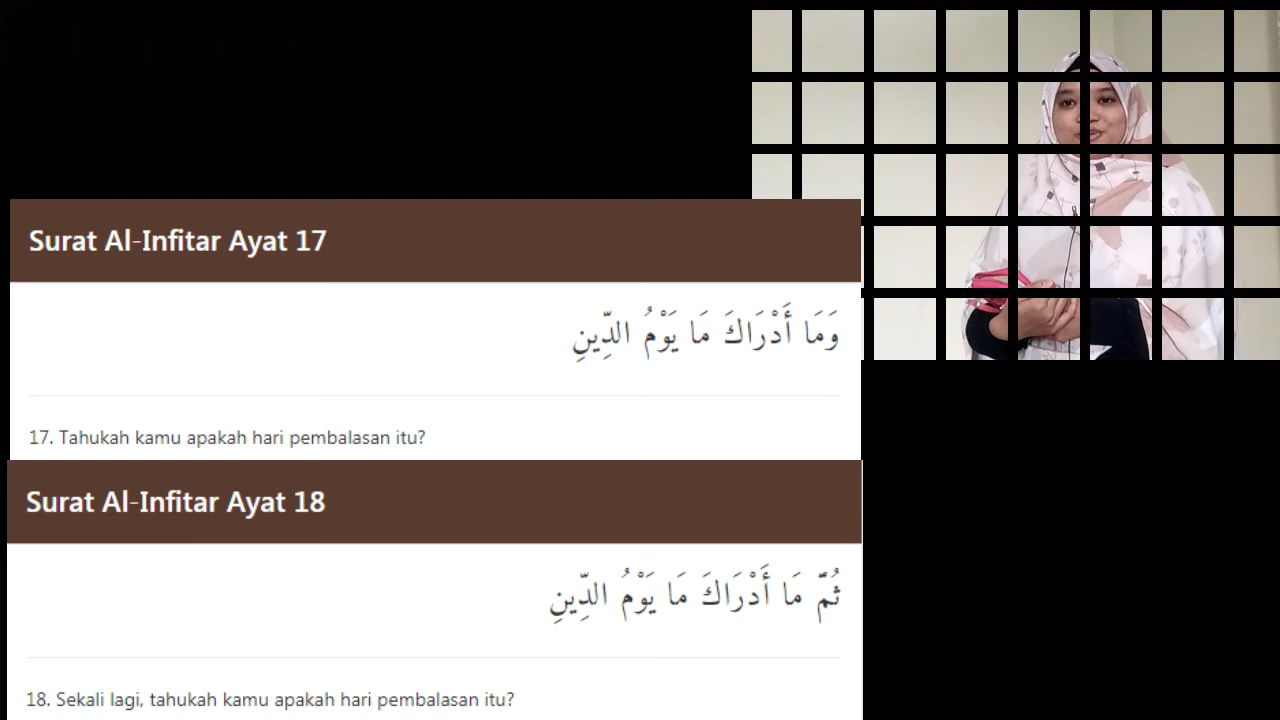 Surat Al-Infitar Ayat 17
وَمَا أَدْرَاكَ مَا يَوْمُ الدِّينِ
17. Tahukah kamu apakah hari pembalasan itu?
Surat Al-Infitar Ayat 18
ثُمَّ مَا أَدْرَاكَ مَا يَوْمُ الدِّينِ
18. Sekali lagi, tahukah kamu apakah hari pembalasan itu?